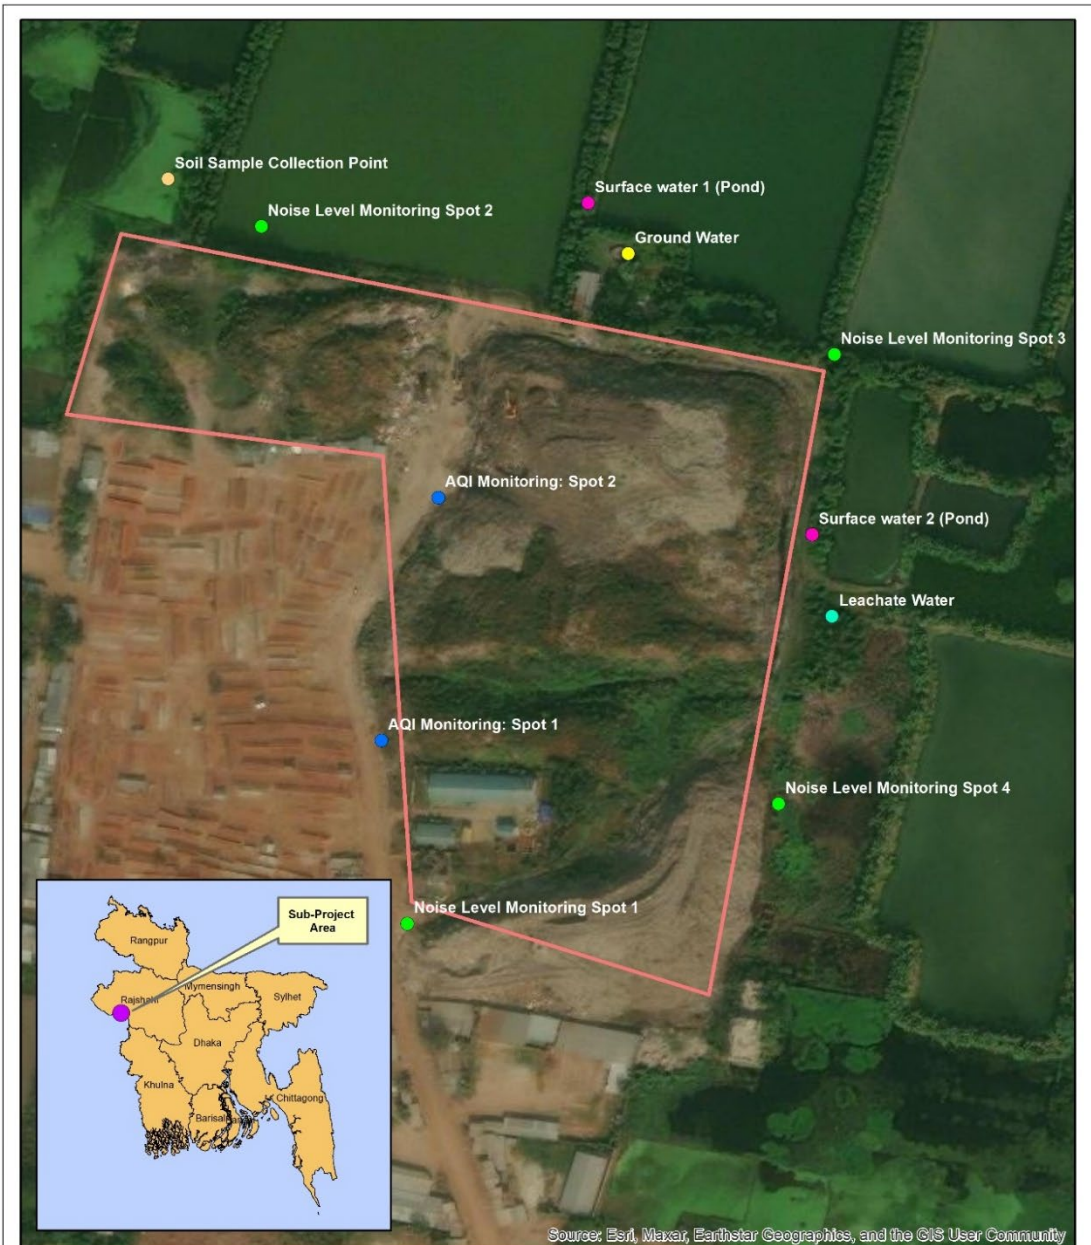 Soil Sample Collection Point
Surface water 1 (Pond)
Noise Level Monitoring Spot 2
Ground Water
Noise Level Monitoring Spot 3
AQI Monitoring: Spot 2
Surface water 2 (Pond)
Leachate Water
AQI Monitoring: Spot 1
Noise Level Monitoring Spot 4
Noise Level Monitoring Spot 1
Sub-Project
Area
Rangpur
Mymensingh
Sylhet
Rajshahi
Dhaka
Khulna
Chittagong
Barisal
Source: Esri, Maxar, Earthstar Geographics, and the GIS User Community